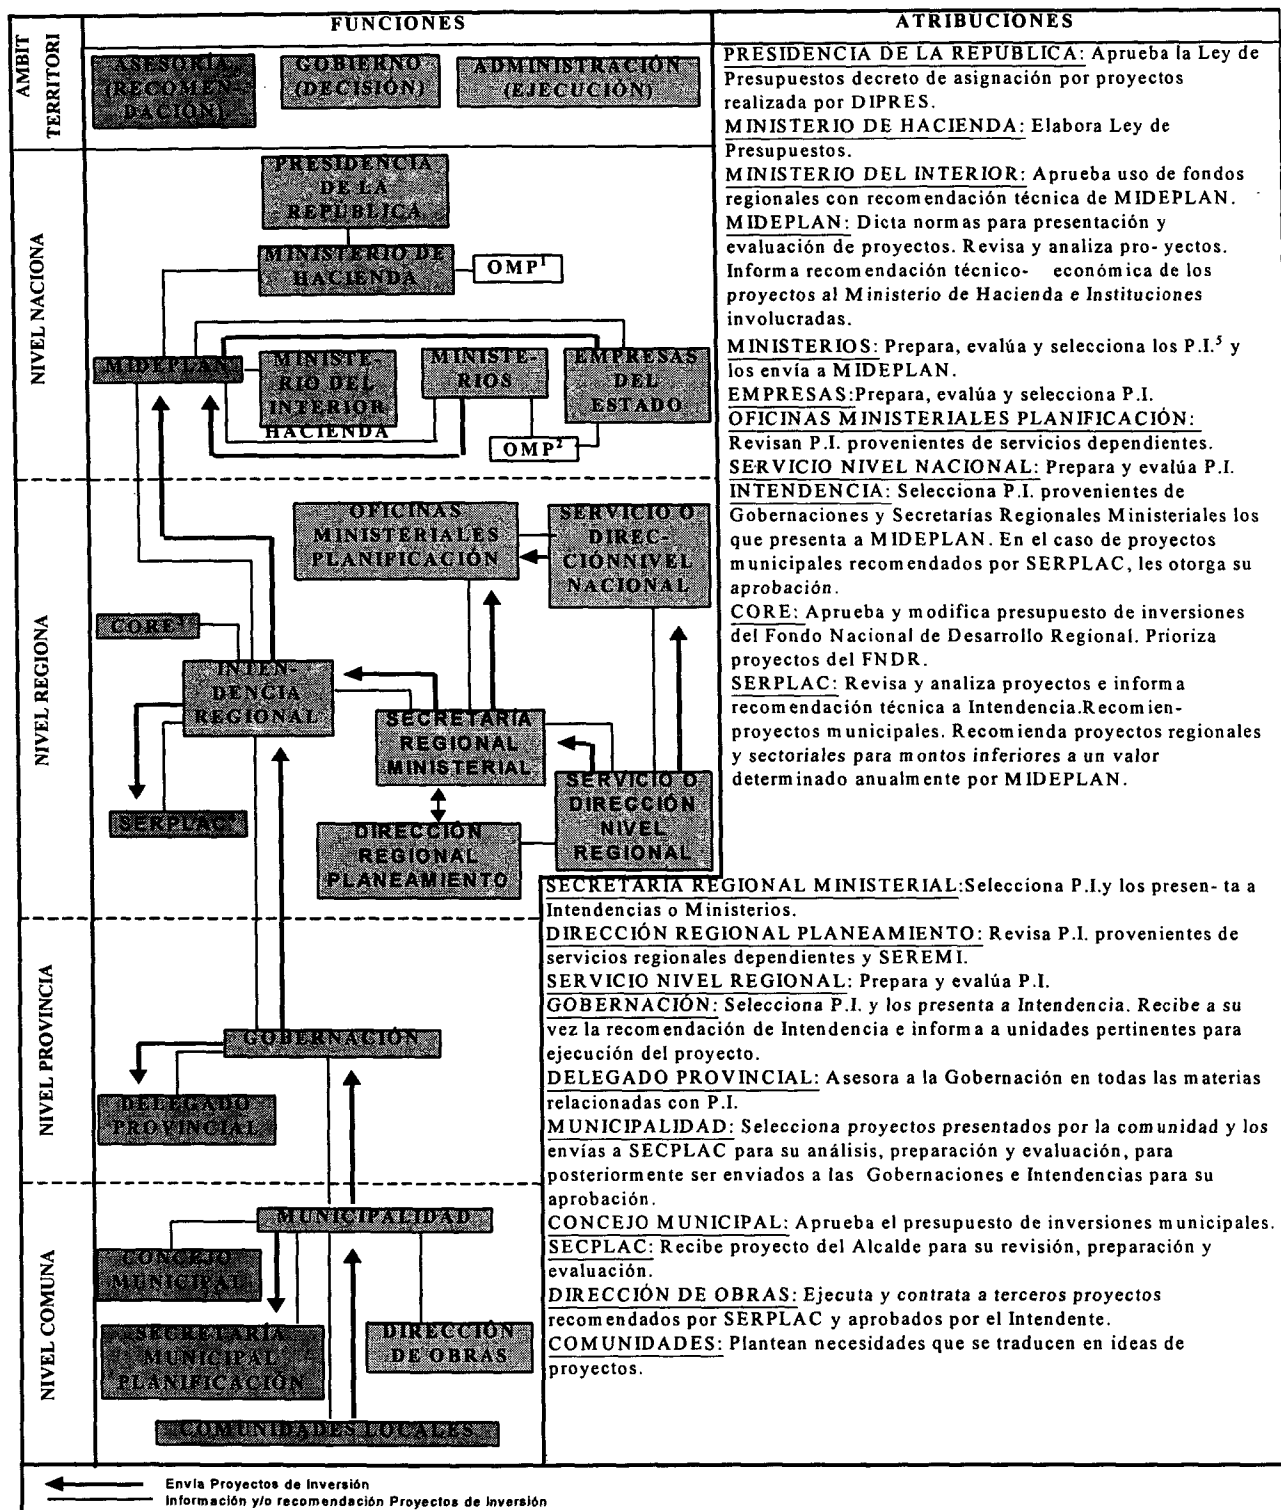 AMBIT
TERRITORI
FUNCIONES
ASESORÍA
(RECOMEN-
DACIÓN)
GOBIERNO
(DECISIÓN)
ADMINISTRACIÓN
(EJECUCIÓN)
NIVEL NACIONA
PRESIDENCIA
DE LA
REPUBLICA
MINISTERIO DE
HACIENDA
OMP¹
MIDEPLAN
MINISTE-
RIO DEL
INTERIOR
HACIENDA
MINISTE-
RIOS
EMPRESAS
DEL
ESTADO
OMP²
NIVEL REGIONA
OFICINAS
MINISTERIALES
PLANIFICACIÓN
SERVICIO O
DIREC-
CIÓNNIVEL
NACIONAL
CORE³
INTEN-
DENCIA
REGIONAL
SECRETARÍA
REGIONAL
MINISTERIAL
SERPLAC⁴
DIRECCIÓN
REGIONAL
PLANEAMIENTO
SERVICIO O
DIRECCIÓN
NIVEL
REGIONAL
NIVEL PROVINCIA
GOBERNACIÓN
DELEGADO
PROVINCIAL
NIVEL COMUNA
MUNICIPALIDAD
CONCEJO
MUNICIPAL
SECRETARÍA
MUNICIPAL
PLANIFICACIÓN
DIRECCIÓN
DE OBRAS
COMUNIDADES LOCALES
ATRIBUCIONES
PRESIDENCIA DE LA REPUBLICA: Aprueba la Ley de
Presupuestos decreto de asignación por proyectos
realizada por DIPRES.
MINISTERIO DE HACIENDA: Elabora Ley de
Presupuestos.
MINISTERIO DEL INTERIOR: Aprueba uso de fondos
regionales con recomendación técnica de MIDEPLAN.
MIDEPLAN: Dicta normas para presentación y
evaluación de proyectos. Revisa y analiza pro- yectos.
Informa recomendación técnico- económica de los
proyectos al Ministerio de Hacienda e Instituciones
involucradas.
MINISTERIOS: Prepara, evalúa y selecciona los P.I.⁵ y
los envía a MIDEPLAN.
EMPRESAS:Prepara, evalúa y selecciona P.I.
OFICINAS MINISTERIALES PLANIFICACIÓN:
Revisan P.I. provenientes de servicios dependientes.
SERVICIO NIVEL NACIONAL: Prepara y evalúa P.I.
INTENDENCIA: Selecciona P.I. provenientes de
Gobernaciones y Secretarías Regionales Ministeriales los
que presenta a MIDEPLAN. En el caso de proyectos
municipales recomendados por SERPLAC, les otorga su
aprobación.
CORE: Aprueba y modifica presupuesto de inversiones
del Fondo Nacional de Desarrollo Regional. Prioriza
proyectos del FNDR.
SERPLAC: Revisa y analiza proyectos e informa
recomendación técnica a Intendencia.Recomien-
proyectos municipales. Recomienda proyectos regionales
y sectoriales para montos inferiores a un valor
determinado anualmente por MIDEPLAN.
SECRETARÍA REGIONAL MINISTERIAL:Selecciona P.I.y los presen- ta a
Intendencias o Ministerios.
DIRECCIÓN REGIONAL PLANEAMIENTO: Revisa P.I. provenientes de
servicios regionales dependientes y SEREMI.
SERVICIO NIVEL REGIONAL: Prepara y evalúa P.I.
GOBERNACIÓN: Selecciona P.I. y los presenta a Intendencia. Recibe a su
vez la recomendación de Intendencia e informa a unidades pertinentes para
ejecución del proyecto.
DELEGADO PROVINCIAL: Asesora a la Gobernación en todas las materias
relacionadas con P.I.
MUNICIPALIDAD: Selecciona proyectos presentados por la comunidad y los
envías a SECPLAC para su análisis, preparación y evaluación, para
posteriormente ser enviados a las Gobernaciones e Intendencias para su
aprobación.
CONCEJO MUNICIPAL: Aprueba el presupuesto de inversiones municipales.
SECPLAC: Recibe proyecto del Alcalde para su revisión, preparación y
evaluación.
DIRECCIÓN DE OBRAS: Ejecuta y contrata a terceros proyectos
recomendados por SERPLAC y aprobados por el Intendente.
COMUNIDADES: Plantean necesidades que se traducen en ideas de
proyectos.
Envía Proyectos de Inversión
Información y/o recomendación Proyectos de Inversión